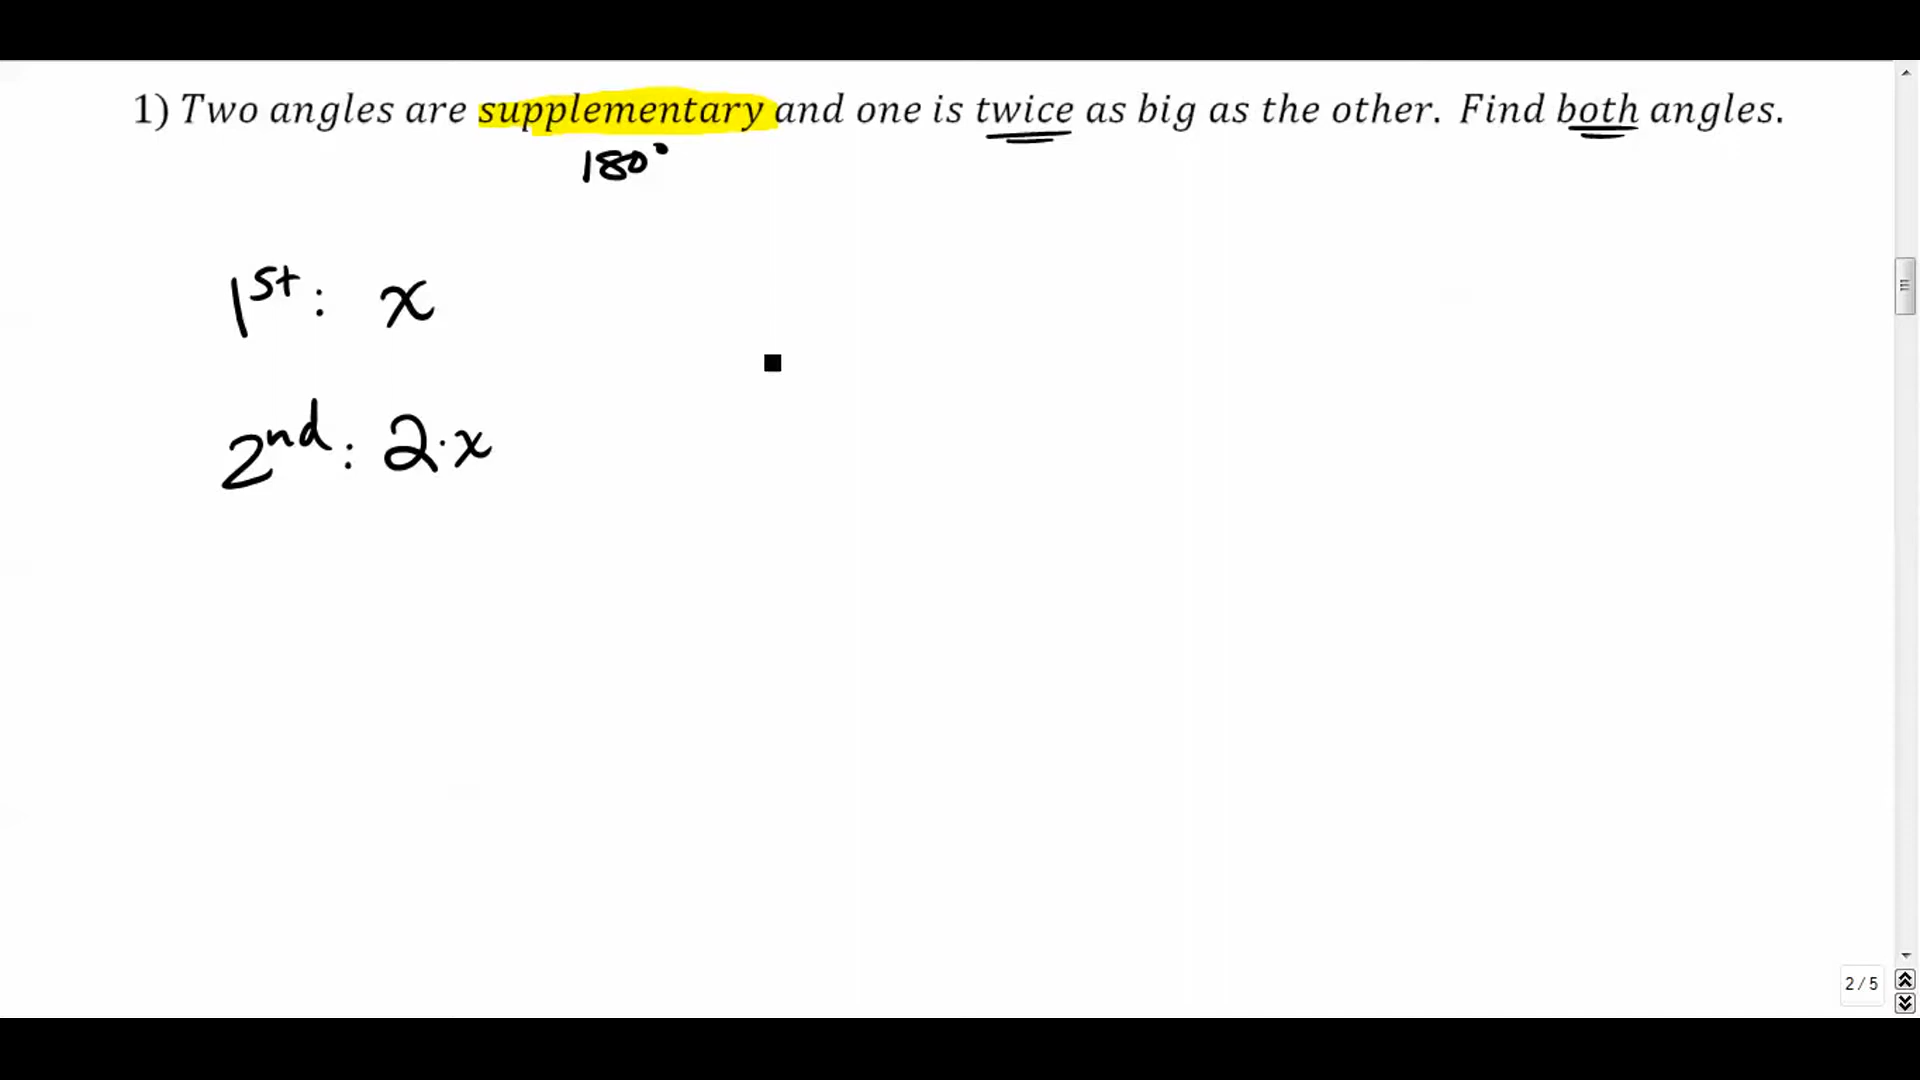 1) Two angles are supplementary and one is twice as big as the other. Find both angles.
180°
1st: x
2nd: 2·x
2 / 5